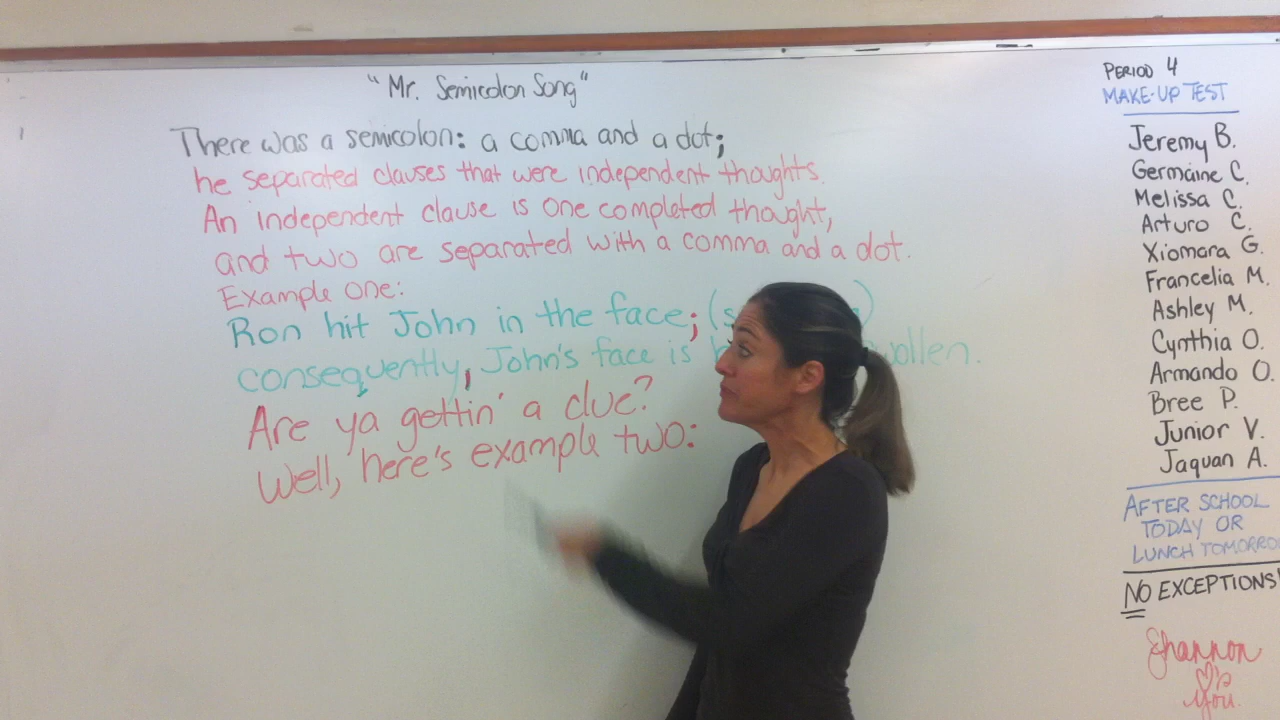 "Mr. Semicolon Song"
There was a semicolon: a comma and a dot;
he separated clauses that were independent thoughts.
An independent clause is one completed thought,
and two are separated with a comma and a dot.
Example one:
Ron hit John in the face;
consequently, John's face is
Are ya gettin' a clue?
Well, here's example two:
PERIOD 4
MAKE-UP TEST
Jeremy B.
Germaine C.
Melissa C.
Arturo C.
Xiomara G.
Francelia M.
Ashley M.
Cynthia O.
Armando O.
Bree P.
Junior V.
Jaquan A.
AFTER SCHOOL
TODAY OR
LUNCH TOMORRO
NO EXCEPTIONS!
Shannon
♡'s
you.